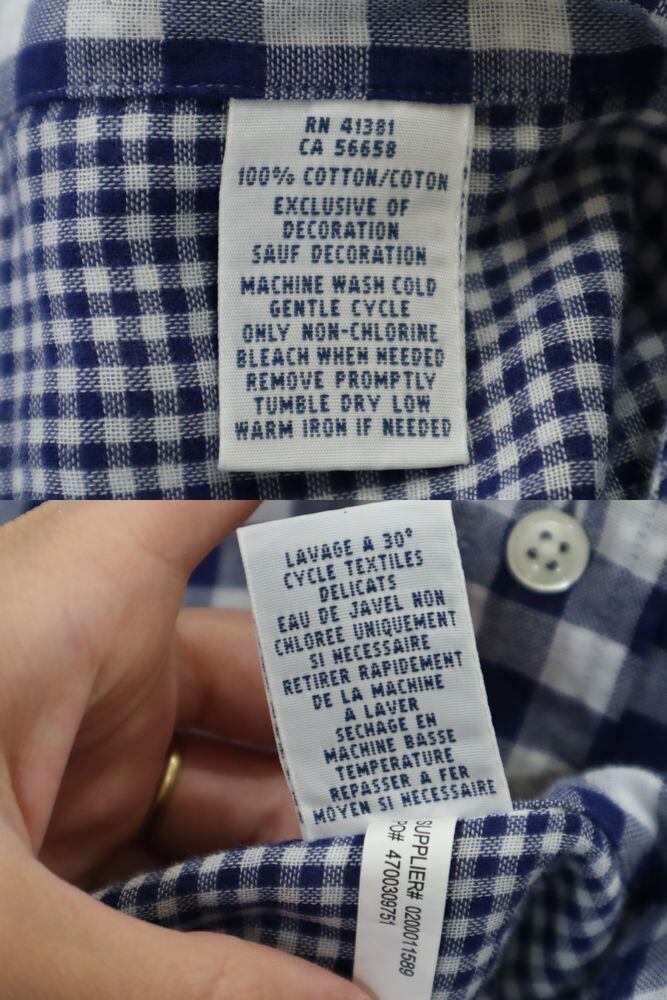 RN 41381
CA 56658
100% COTTON/COTON
EXCLUSIVE OF
DECORATION
SAUF DECORATION
MACHINE WASH COLD
GENTLE CYCLE
ONLY NON-CHLORINE
BLEACH WHEN NEEDED
REMOVE PROMPTLY
TUMBLE DRY LOW
WARM IRON IF NEEDED
LAVAGE A 30°
CYCLE TEXTILES
DELICATS
EAU DE JAVEL NON
CHLOREE UNIQUEMENT
SI NECESSAIRE
RETIRER RAPIDEMENT
DE LA MACHINE
A LAVER
SECHAGE EN
MACHINE BASSE
TEMPERATURE
REPASSER A FER
MOYEN SI NECESSAIRE
SUPPLIER# 0200011589
PO# 4700309751